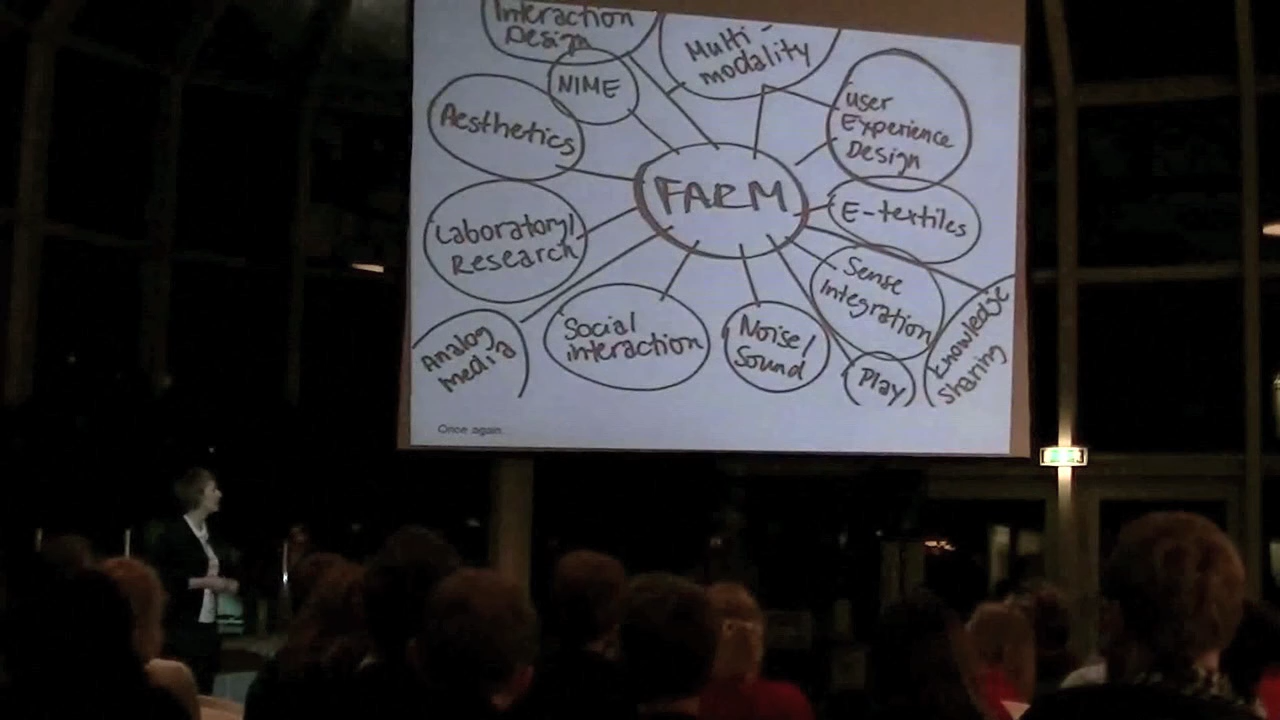 Interaction
Design
Multi-
modality
NIME
User
Experience
Design
Aesthetics
FARM
E-textiles
Laboratory/
Research
Sense
Integration
Knowledge
Sharing
Social
interaction
Noise/
Sound
Analog
media
Play
Once again.